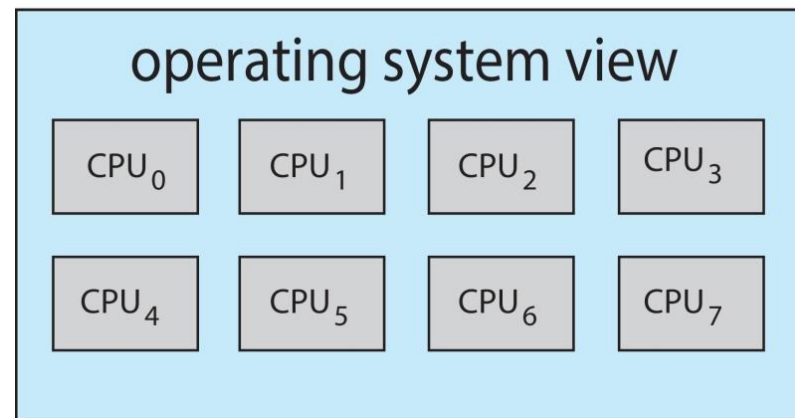 operating system view
CPU₀ CPU₁ CPU₂ CPU₃
CPU₄ CPU₅ CPU₆ CPU₇